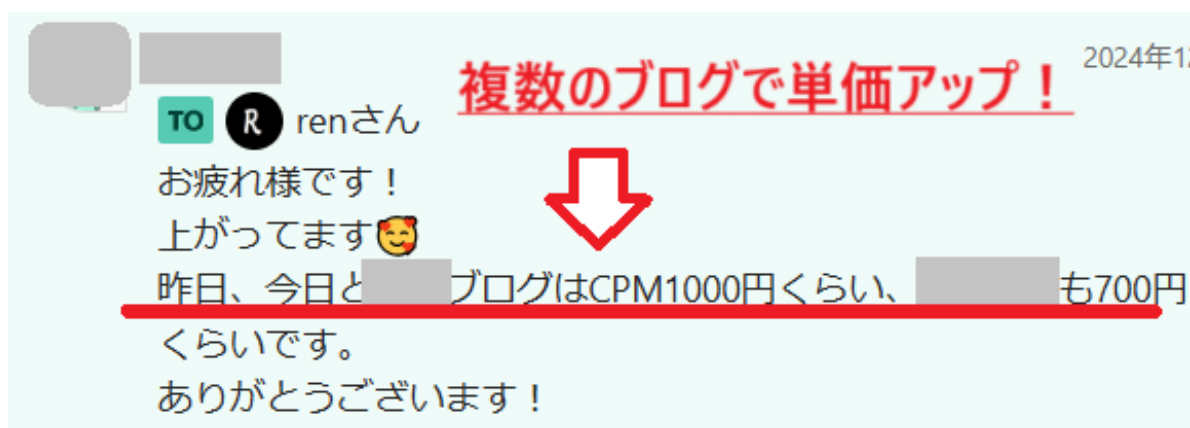 複数のブログで単価アップ！
2024年12
TO R renさん
お疲れ様です！
上がってます🥰
昨日、今日と ブログはCPM1000円くらい、 も700円
くらいです。
ありがとうございます！